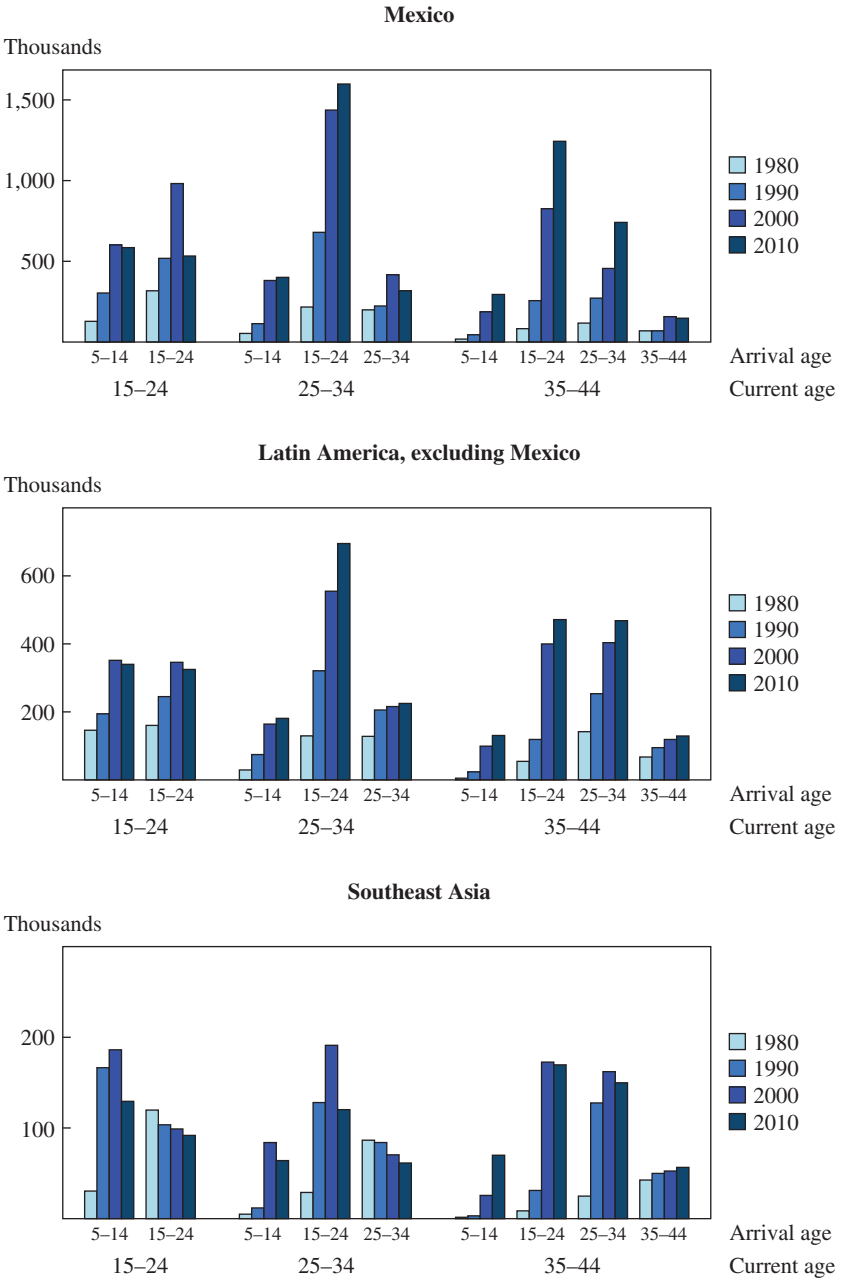 Mexico
Thousands
1,500
1,000
500
1980
1990
2000
2010
5–14 15–24 5–14 15–24 25–34 5–14 15–24 25–34 35–44 Arrival age
15–24 25–34 35–44 Current age
Latin America, excluding Mexico
Thousands
600
400
200
1980
1990
2000
2010
5–14 15–24 5–14 15–24 25–34 5–14 15–24 25–34 35–44 Arrival age
15–24 25–34 35–44 Current age
Southeast Asia
Thousands
200
100
1980
1990
2000
2010
5–14 15–24 5–14 15–24 25–34 5–14 15–24 25–34 35–44 Arrival age
15–24 25–34 35–44 Current age